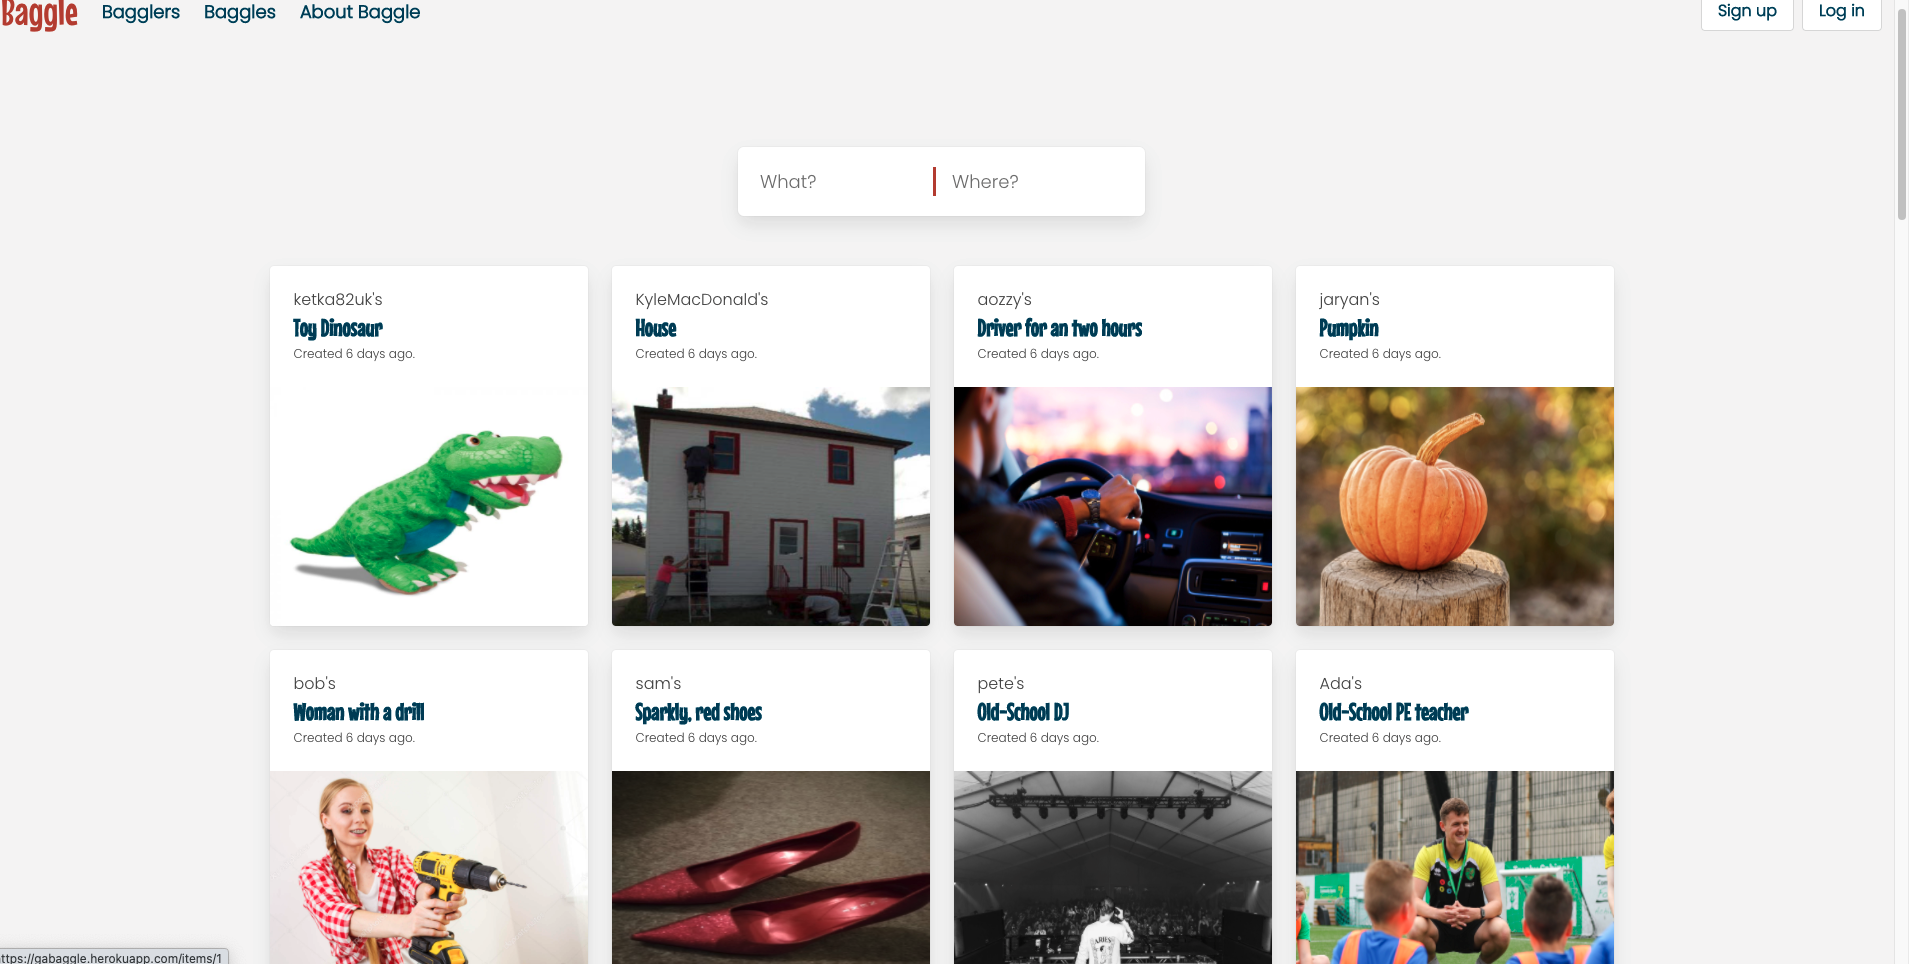 Baggle Bagglers Baggles About Baggle Sign up Log in
What? Where?
ketka82uk's
Toy Dinosaur
Created 6 days ago.
KyleMacDonald's
House
Created 6 days ago.
aozzy's
Driver for an two hours
Created 6 days ago.
jaryan's
Pumpkin
Created 6 days ago.
bob's
Woman with a drill
Created 6 days ago.
sam's
Sparkly, red shoes
Created 6 days ago.
pete's
Old-School DJ
Created 6 days ago.
Ada's
Old-School PE teacher
Created 6 days ago.
ARIES
ttps://gabaggle.herokuapp.com/items/1